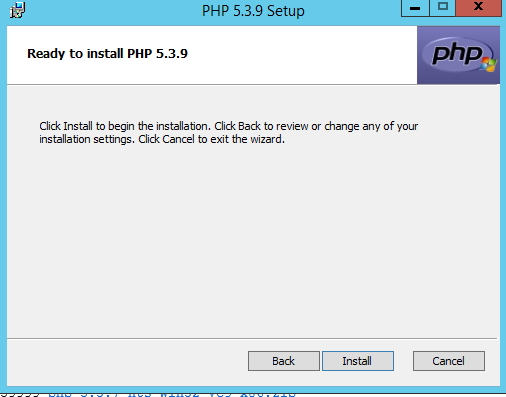 PHP 5.3.9 Setup
Ready to install PHP 5.3.9
php
Click Install to begin the installation. Click Back to review or change any of your
installation settings. Click Cancel to exit the wizard.
Back
Install
Cancel